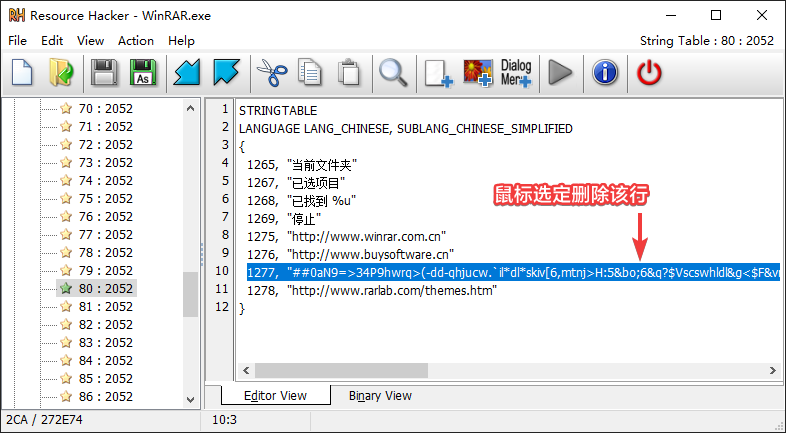 Resource Hacker - WinRAR.exe
File Edit View Action Help
String Table : 80 : 2052
As
Dialog
Menu
70 : 2052
71 : 2052
72 : 2052
73 : 2052
74 : 2052
75 : 2052
76 : 2052
77 : 2052
78 : 2052
79 : 2052
80 : 2052
81 : 2052
82 : 2052
83 : 2052
84 : 2052
85 : 2052
86 : 2052
1 STRINGTABLE
2 LANGUAGE LANG_CHINESE, SUBLANG_CHINESE_SIMPLIFIED
3 {
4 1265, "当前文件夹"
5 1267, "已选项目"
6 1268, "已找到 %u"
7 1269, "停止"
8 1275, "http://www.winrar.com.cn"
9 1276, "http://www.buysoftware.cn"
10 1277, "##0aN9=>34P9hwrq>(-dd-qhjucw.`il*dl*skiv[6,mtnj>H:5&bo;6&q?$Vscswhldl&g<$F&v
11 1278, "http://www.rarlab.com/themes.htm"
12 }
鼠标选定删除该行
Editor View Binary View
2CA / 272E74 10:3